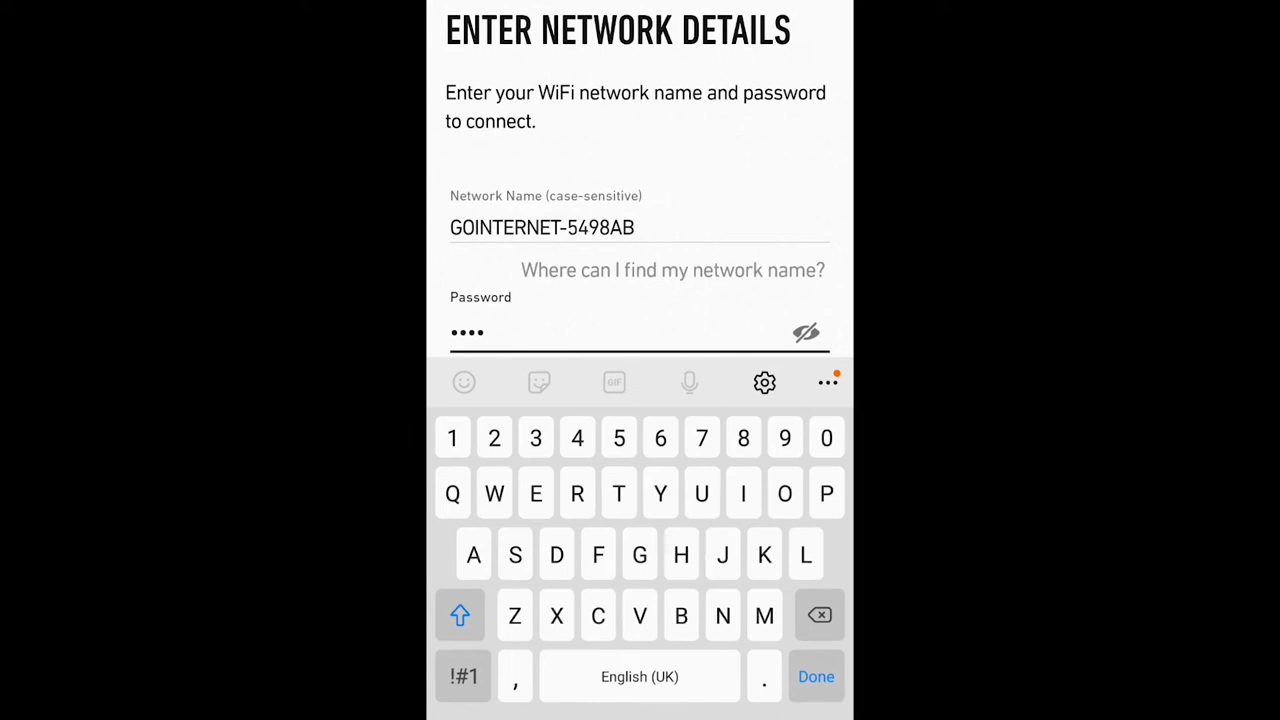 ENTER NETWORK DETAILS
Enter your WiFi network name and password
to connect.
Network Name (case-sensitive)
GOINTERNET-5498AB
Where can I find my network name?
Password
••••
GIF
1 2 3 4 5 6 7 8 9 0
Q W E R T Y U I O P
A S D F G H J K L
Z X C V B N M
!#1 , English (UK) . Done